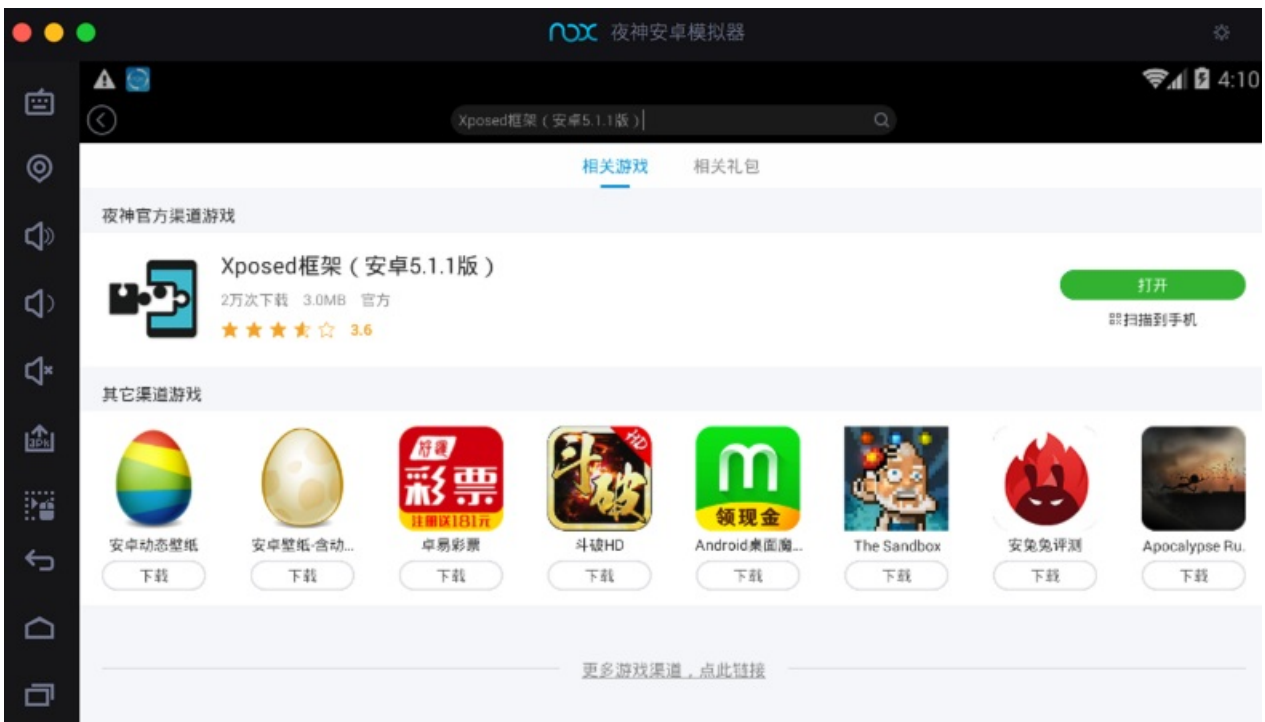 nox 夜神安卓模拟器
4:10
Xposed框架（安卓5.1.1版）
相关游戏 相关礼包
夜神官方渠道游戏
Xposed框架（安卓5.1.1版）
2万次下载 3.0MB 官方
3.6
打开
扫描到手机
其它渠道游戏
好運
彩票
注册送181元
斗破
HD
m
领现金
安卓动态壁纸 安卓壁纸-含动... 卓易彩票 斗破HD Android桌面魔... The Sandbox 安兔兔评测 Apocalypse Ru.
下载 下载 下载 下载 下载 下载 下载 下载
更多游戏渠道，点此链接